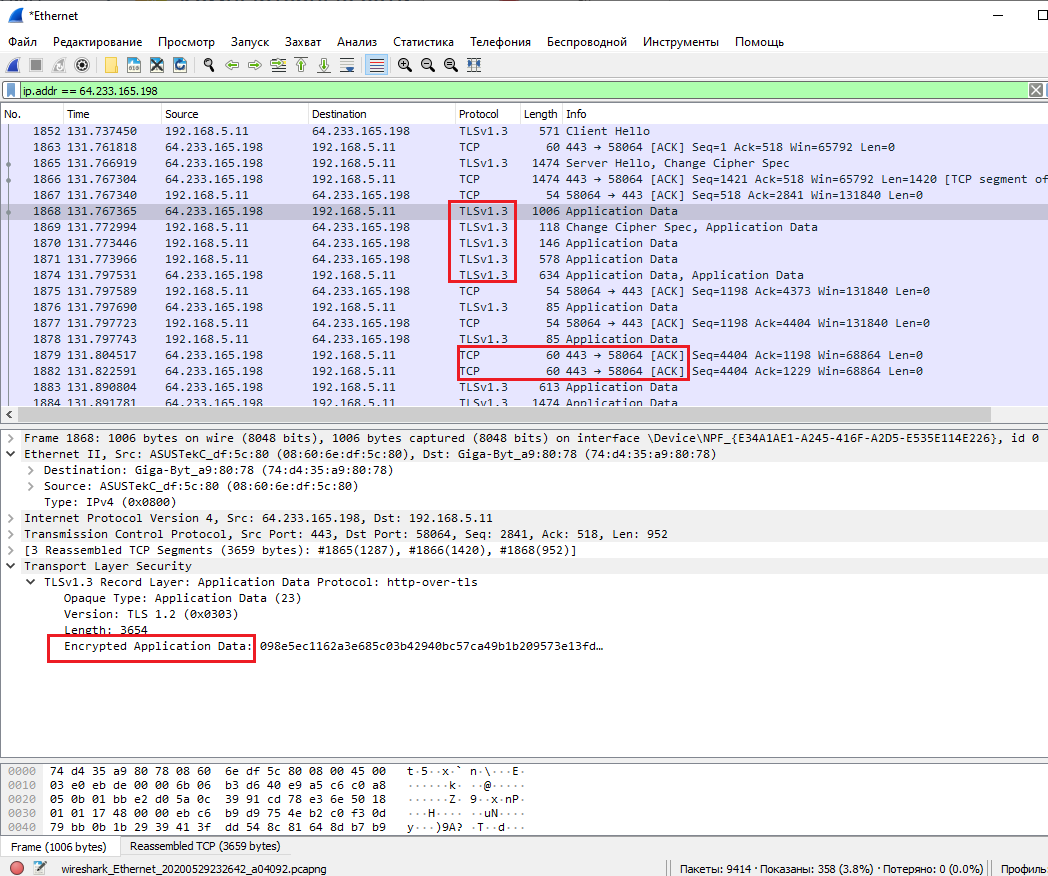 *Ethernet
Файл Редактирование Просмотр Запуск Захват Анализ Статистика Телефония Беспроводной Инструменты Помощь
ip.addr == 64.233.165.198
No. Time Source Destination Protocol Length Info
1852 131.737450 192.168.5.11 64.233.165.198 TLSv1.3 571 Client Hello
1863 131.761818 64.233.165.198 192.168.5.11 TCP 60 443 → 58064 [ACK] Seq=1 Ack=518 Win=65792 Len=0
1865 131.766919 64.233.165.198 192.168.5.11 TLSv1.3 1474 Server Hello, Change Cipher Spec
1866 131.767304 64.233.165.198 192.168.5.11 TCP 1474 443 → 58064 [ACK] Seq=1421 Ack=518 Win=65792 Len=1420 [TCP segment of
1867 131.767340 192.168.5.11 64.233.165.198 TCP 54 58064 → 443 [ACK] Seq=518 Ack=2841 Win=131840 Len=0
1868 131.767365 64.233.165.198 192.168.5.11 TLSv1.3 1006 Application Data
1869 131.772994 192.168.5.11 64.233.165.198 TLSv1.3 118 Change Cipher Spec, Application Data
1870 131.773446 192.168.5.11 64.233.165.198 TLSv1.3 146 Application Data
1871 131.773966 192.168.5.11 64.233.165.198 TLSv1.3 578 Application Data
1874 131.797531 64.233.165.198 192.168.5.11 TLSv1.3 634 Application Data, Application Data
1875 131.797589 192.168.5.11 64.233.165.198 TCP 54 58064 → 443 [ACK] Seq=1198 Ack=4373 Win=131840 Len=0
1876 131.797690 64.233.165.198 192.168.5.11 TLSv1.3 85 Application Data
1877 131.797723 192.168.5.11 64.233.165.198 TCP 54 58064 → 443 [ACK] Seq=1198 Ack=4404 Win=131840 Len=0
1878 131.797743 192.168.5.11 64.233.165.198 TLSv1.3 85 Application Data
1879 131.804517 64.233.165.198 192.168.5.11 TCP 60 443 → 58064 [ACK] Seq=4404 Ack=1198 Win=68864 Len=0
1882 131.822591 64.233.165.198 192.168.5.11 TCP 60 443 → 58064 [ACK] Seq=4404 Ack=1229 Win=68864 Len=0
1883 131.890804 64.233.165.198 192.168.5.11 TLSv1.3 613 Application Data
1884 131.891781 64.233.165.198 192.168.5.11 TLSv1.3 1474 Application Data
Frame 1868: 1006 bytes on wire (8048 bits), 1006 bytes captured (8048 bits) on interface \Device\NPF_{E34A1AE1-A245-416F-A2D5-E535E114E226}, id 0
Ethernet II, Src: ASUSTekC_df:5c:80 (08:60:6e:df:5c:80), Dst: Giga-Byt_a9:80:78 (74:d4:35:a9:80:78)
Destination: Giga-Byt_a9:80:78 (74:d4:35:a9:80:78)
Source: ASUSTekC_df:5c:80 (08:60:6e:df:5c:80)
Type: IPv4 (0x0800)
Internet Protocol Version 4, Src: 64.233.165.198, Dst: 192.168.5.11
Transmission Control Protocol, Src Port: 443, Dst Port: 58064, Seq: 2841, Ack: 518, Len: 952
[3 Reassembled TCP Segments (3659 bytes): #1865(1287), #1866(1420), #1868(952)]
Transport Layer Security
TLSv1.3 Record Layer: Application Data Protocol: http-over-tls
Opaque Type: Application Data (23)
Version: TLS 1.2 (0x0303)
Length: 3654
Encrypted Application Data: 098e5ec1162a3e685c03b42940bc57ca49b1b209573e13fd…
0000 74 d4 35 a9 80 78 08 60 6e df 5c 80 08 00 45 00 t·5··x·` n·\···E·
0010 03 e0 eb de 00 00 6b 06 b3 d6 40 e9 a5 c6 c0 a8 ······k· ··@·····
0020 05 0b 01 bb e2 d0 5a 0c 39 91 cd 78 e3 6e 50 18 ······Z· 9··x·nP·
0030 01 01 17 48 00 00 eb c6 b9 d9 75 4e b2 c0 f3 0d ···H···· ··uN····
0040 79 bb 0b 1b 29 39 41 3f dd 54 8c 81 64 8d b7 b9 y···)9A? ·T··d···
Frame (1006 bytes) Reassembled TCP (3659 bytes)
wireshark_Ethernet_20200529232642_a04092.pcapng Пакеты: 9414 · Показаны: 358 (3.8%) · Потеряно: 0 (0.0%) Профиль